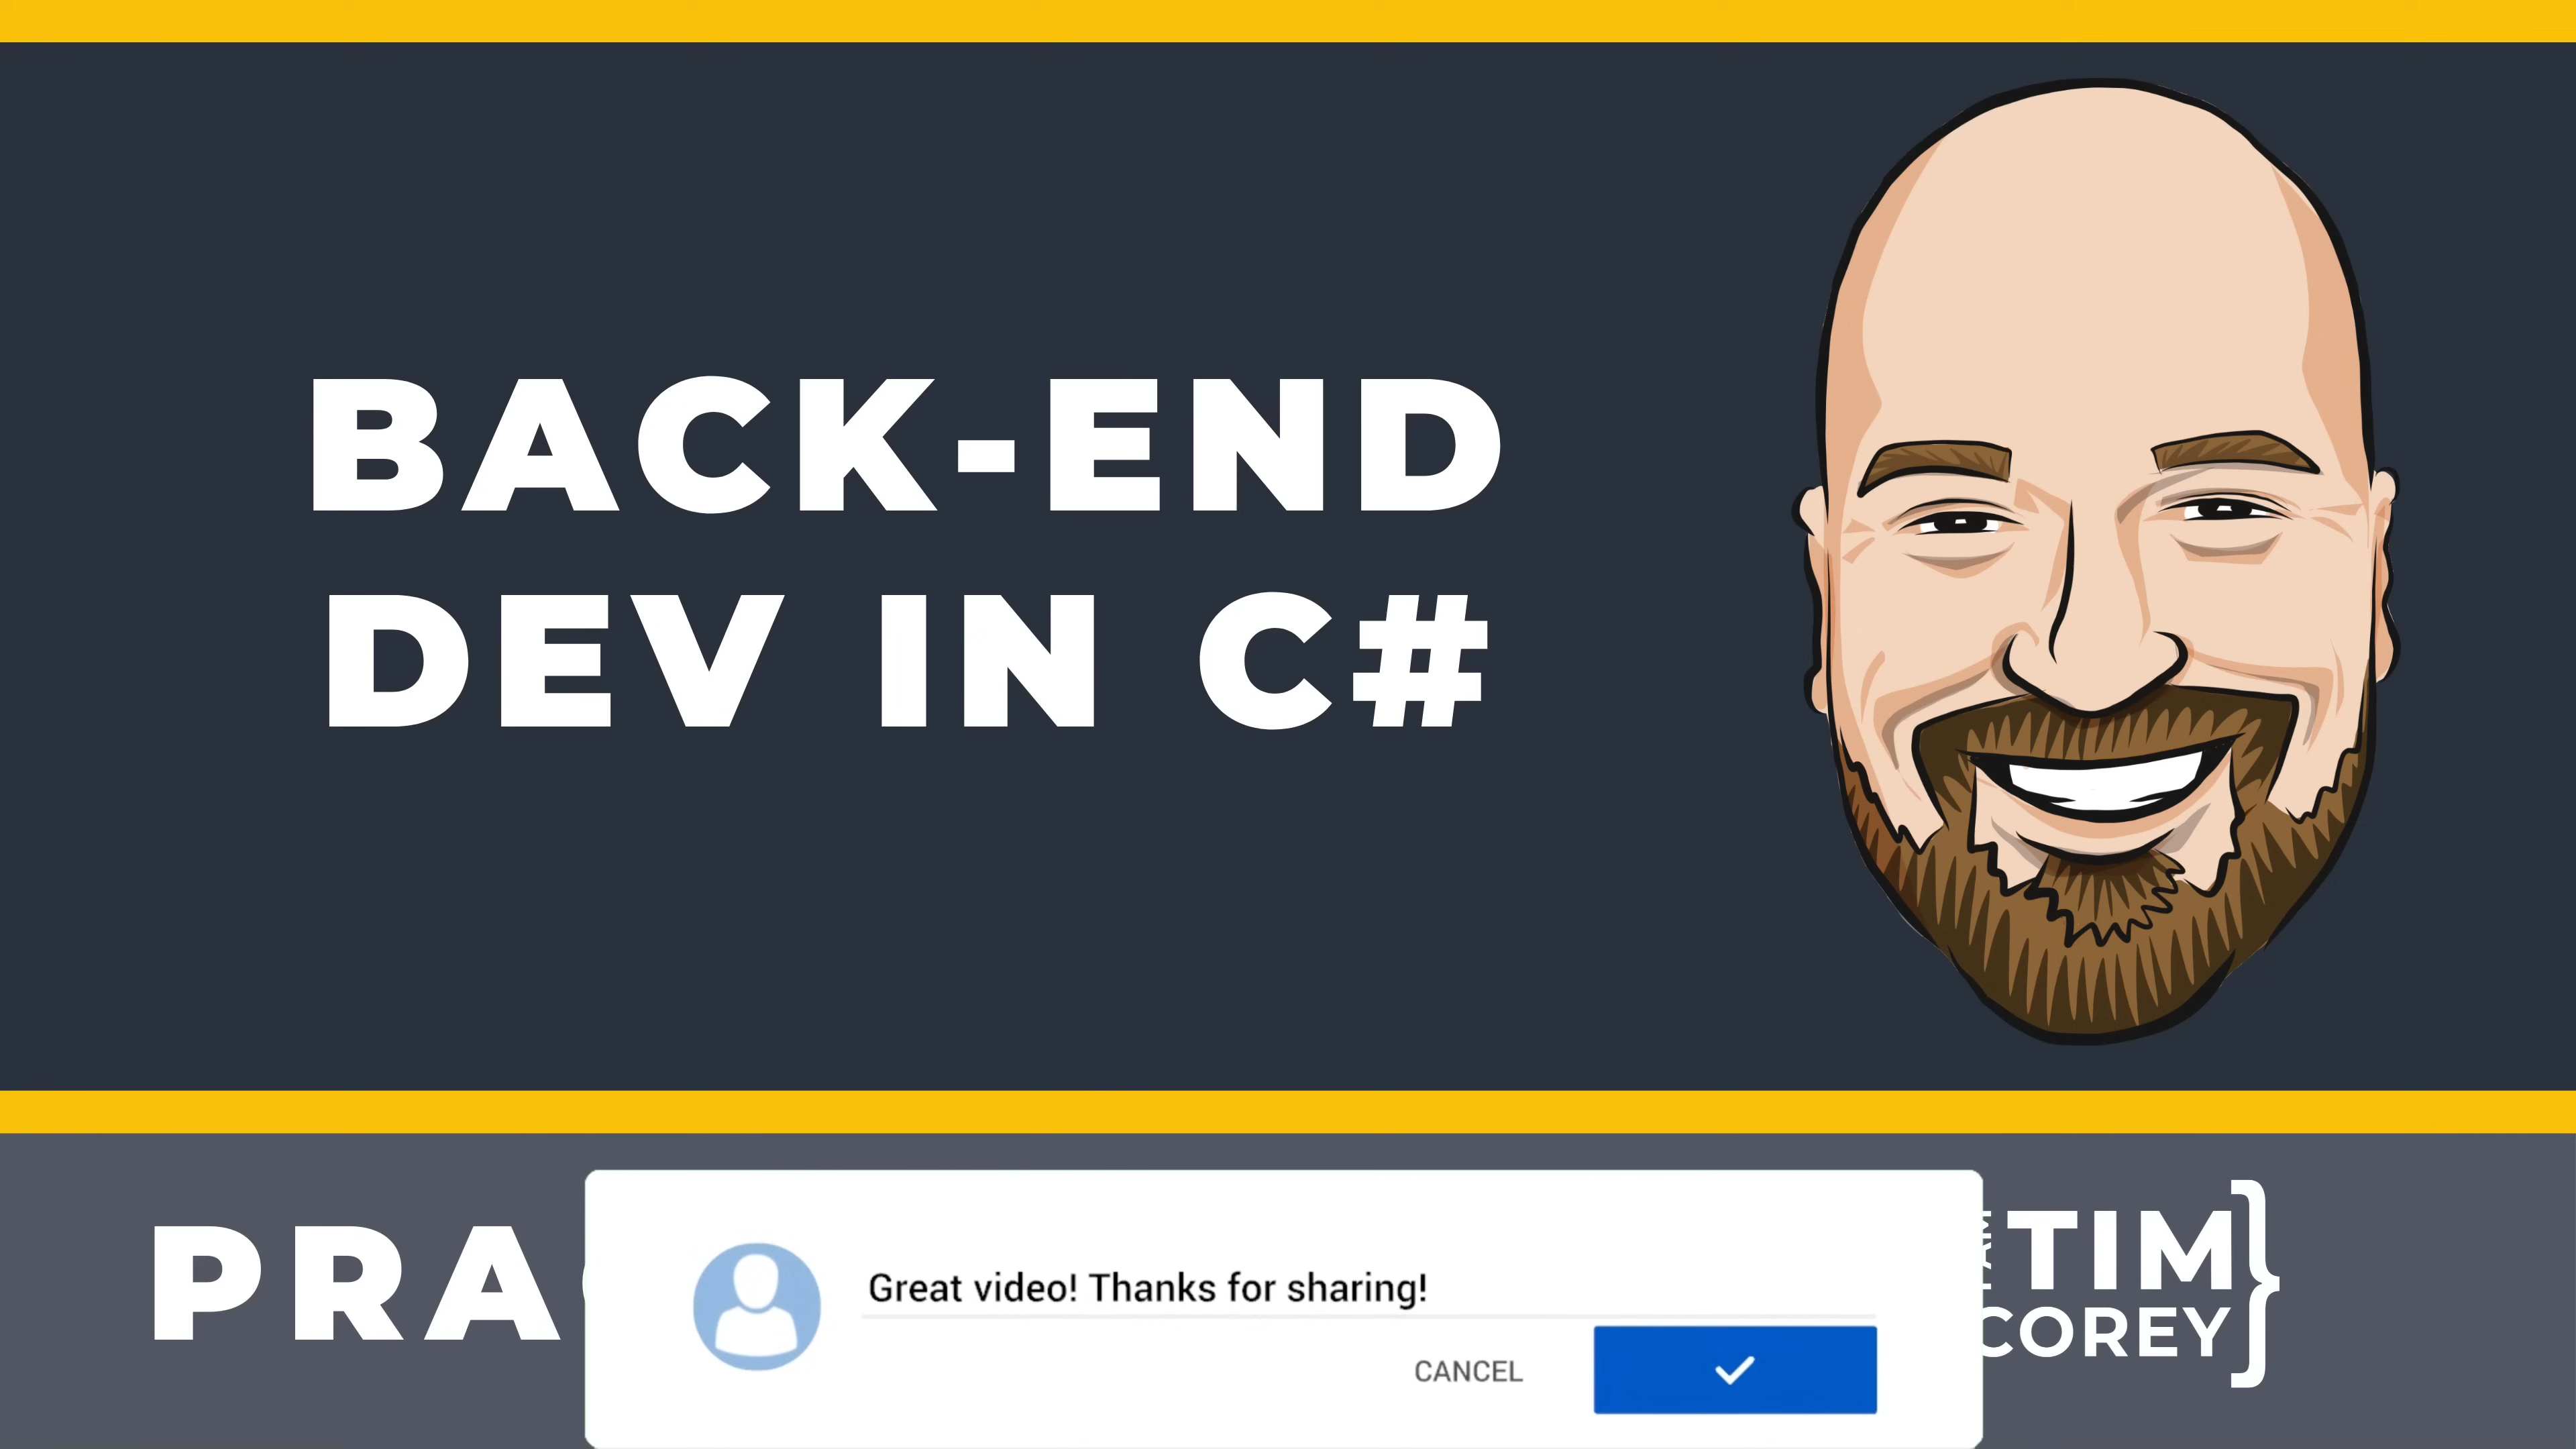 BACK-END
DEV IN C#
PRA
Great video! Thanks for sharing!
CANCEL
TIM
COREY